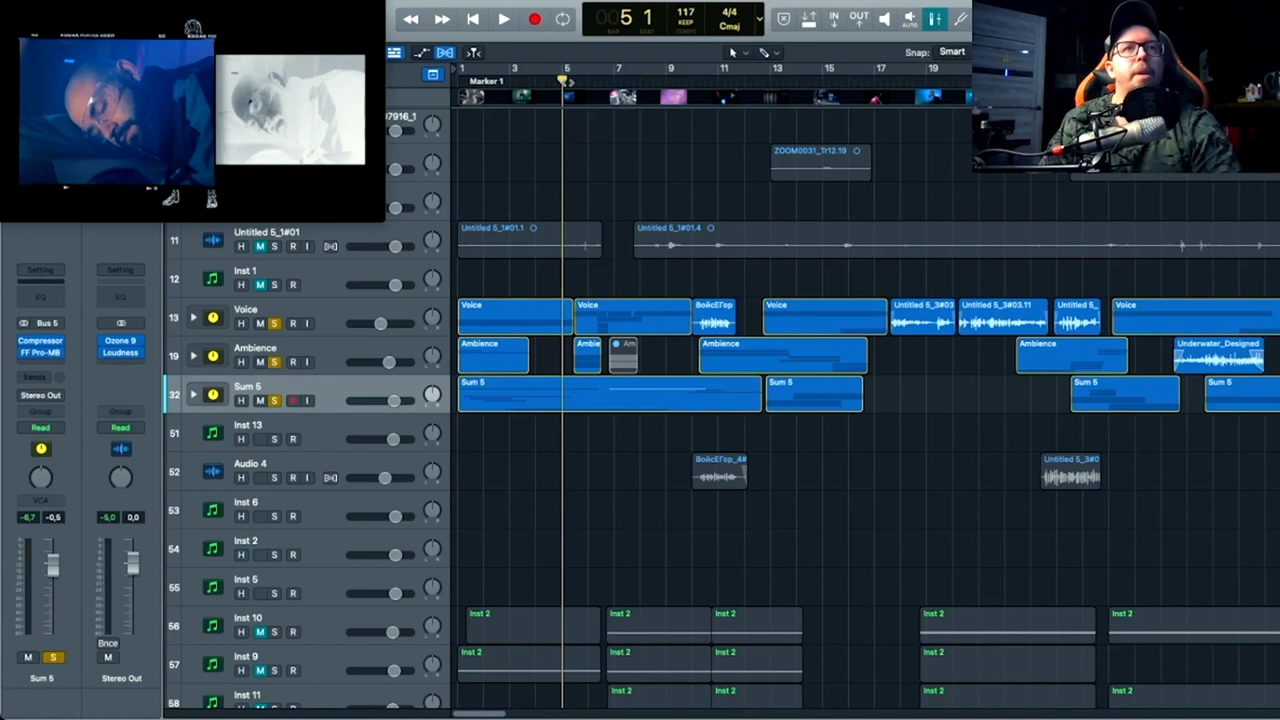 5 1
BAR BEAT
117
KEEP
TEMPO
4/4
Cmaj
IN
OUT
AUTO
Snap: Smart
1 3 5 7 9 11 13 15 17 19
Marker 1
07916_1
ZOOM0031_Tr12.19
11
Untitled 5_1#01
H M S R I
Untitled 5_1#01.1
Untitled 5_1#01.4
12
Inst 1
H M S R
13
Voice
H M S
Voice
Voice
ВойсЕгор
Voice
Untitled 5_3#03
Untitled 5_3#03.11
Untitled 5_
Voice
19
Ambience
H M S
Ambience
Ambie
Am
Ambience
Ambience
Underwater_Designed
32
Sum 5
H M S I
Sum 5
Sum 5
Sum 5
Sum 5
51
Inst 13
H S R
52
Audio 4
H S R I
ВойсЕгор_4#
Untitled 5_3#0
53
Inst 6
H S R
54
Inst 2
H S R
55
Inst 5
H S R
56
Inst 10
H M S R
Inst 2
Inst 2
Inst 2
Inst 2
Inst 2
57
Inst 9
H M S R
Inst 2
Inst 2
Inst 2
Inst 2
58
Inst 11
Inst 2
Inst 2
Inst 2
Inst 2
Setting
Setting
EQ
EQ
Bus 5
Compressor
FF Pro-MB
Ozone 9
Loudness
Sends
Stereo Out
Group
Group
Read
Read
VCA
-6,7
-0,5
-5,0
0,0
Bnce
M S
M
Sum 5
Stereo Out